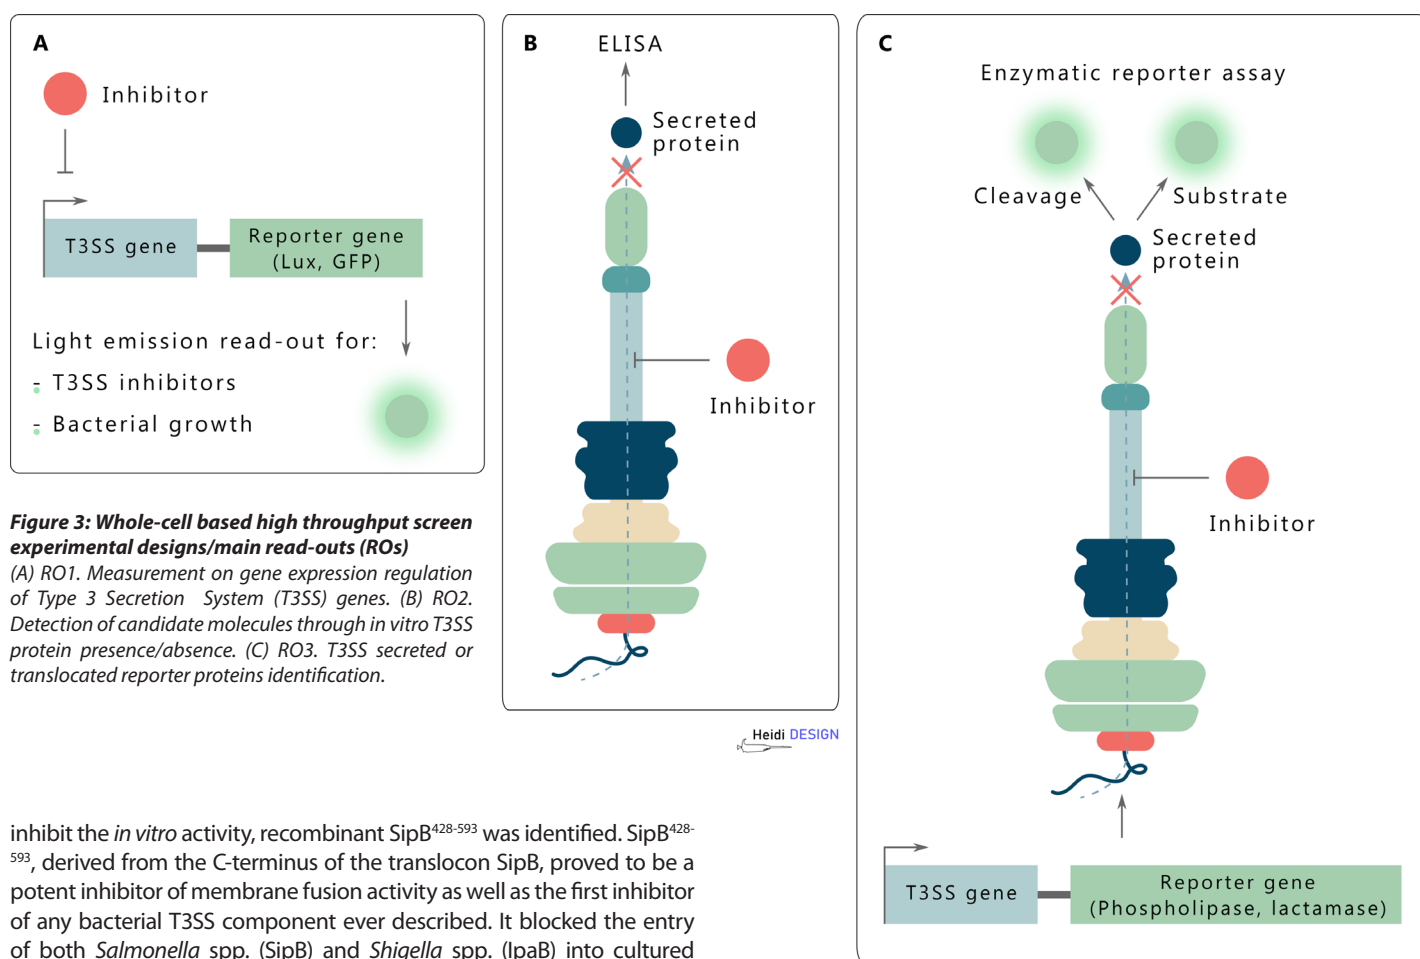 A
Inhibitor
T3SS gene
Reporter gene
(Lux, GFP)
Light emission read-out for:
- T3SS inhibitors
- Bacterial growth
Figure 3: Whole-cell based high throughput screen
experimental designs/main read-outs (ROs)
(A) RO1. Measurement on gene expression regulation
of Type 3 Secretion System (T3SS) genes. (B) RO2.
Detection of candidate molecules through in vitro T3SS
protein presence/absence. (C) RO3. T3SS secreted or
translocated reporter proteins identification.
B
ELISA
Secreted
protein
Inhibitor
Heidi DESIGN
C
Enzymatic reporter assay
Cleavage
Substrate
Secreted
protein
Inhibitor
T3SS gene
Reporter gene
(Phospholipase, lactamase)
inhibit the in vitro activity, recombinant SipB428-593 was identified. SipB428-
593, derived from the C-terminus of the translocon SipB, proved to be a
potent inhibitor of membrane fusion activity as well as the first inhibitor
of any bacterial T3SS component ever described. It blocked the entry
of both Salmonella spp. (SipB) and Shigella spp. (IpaB) into cultured